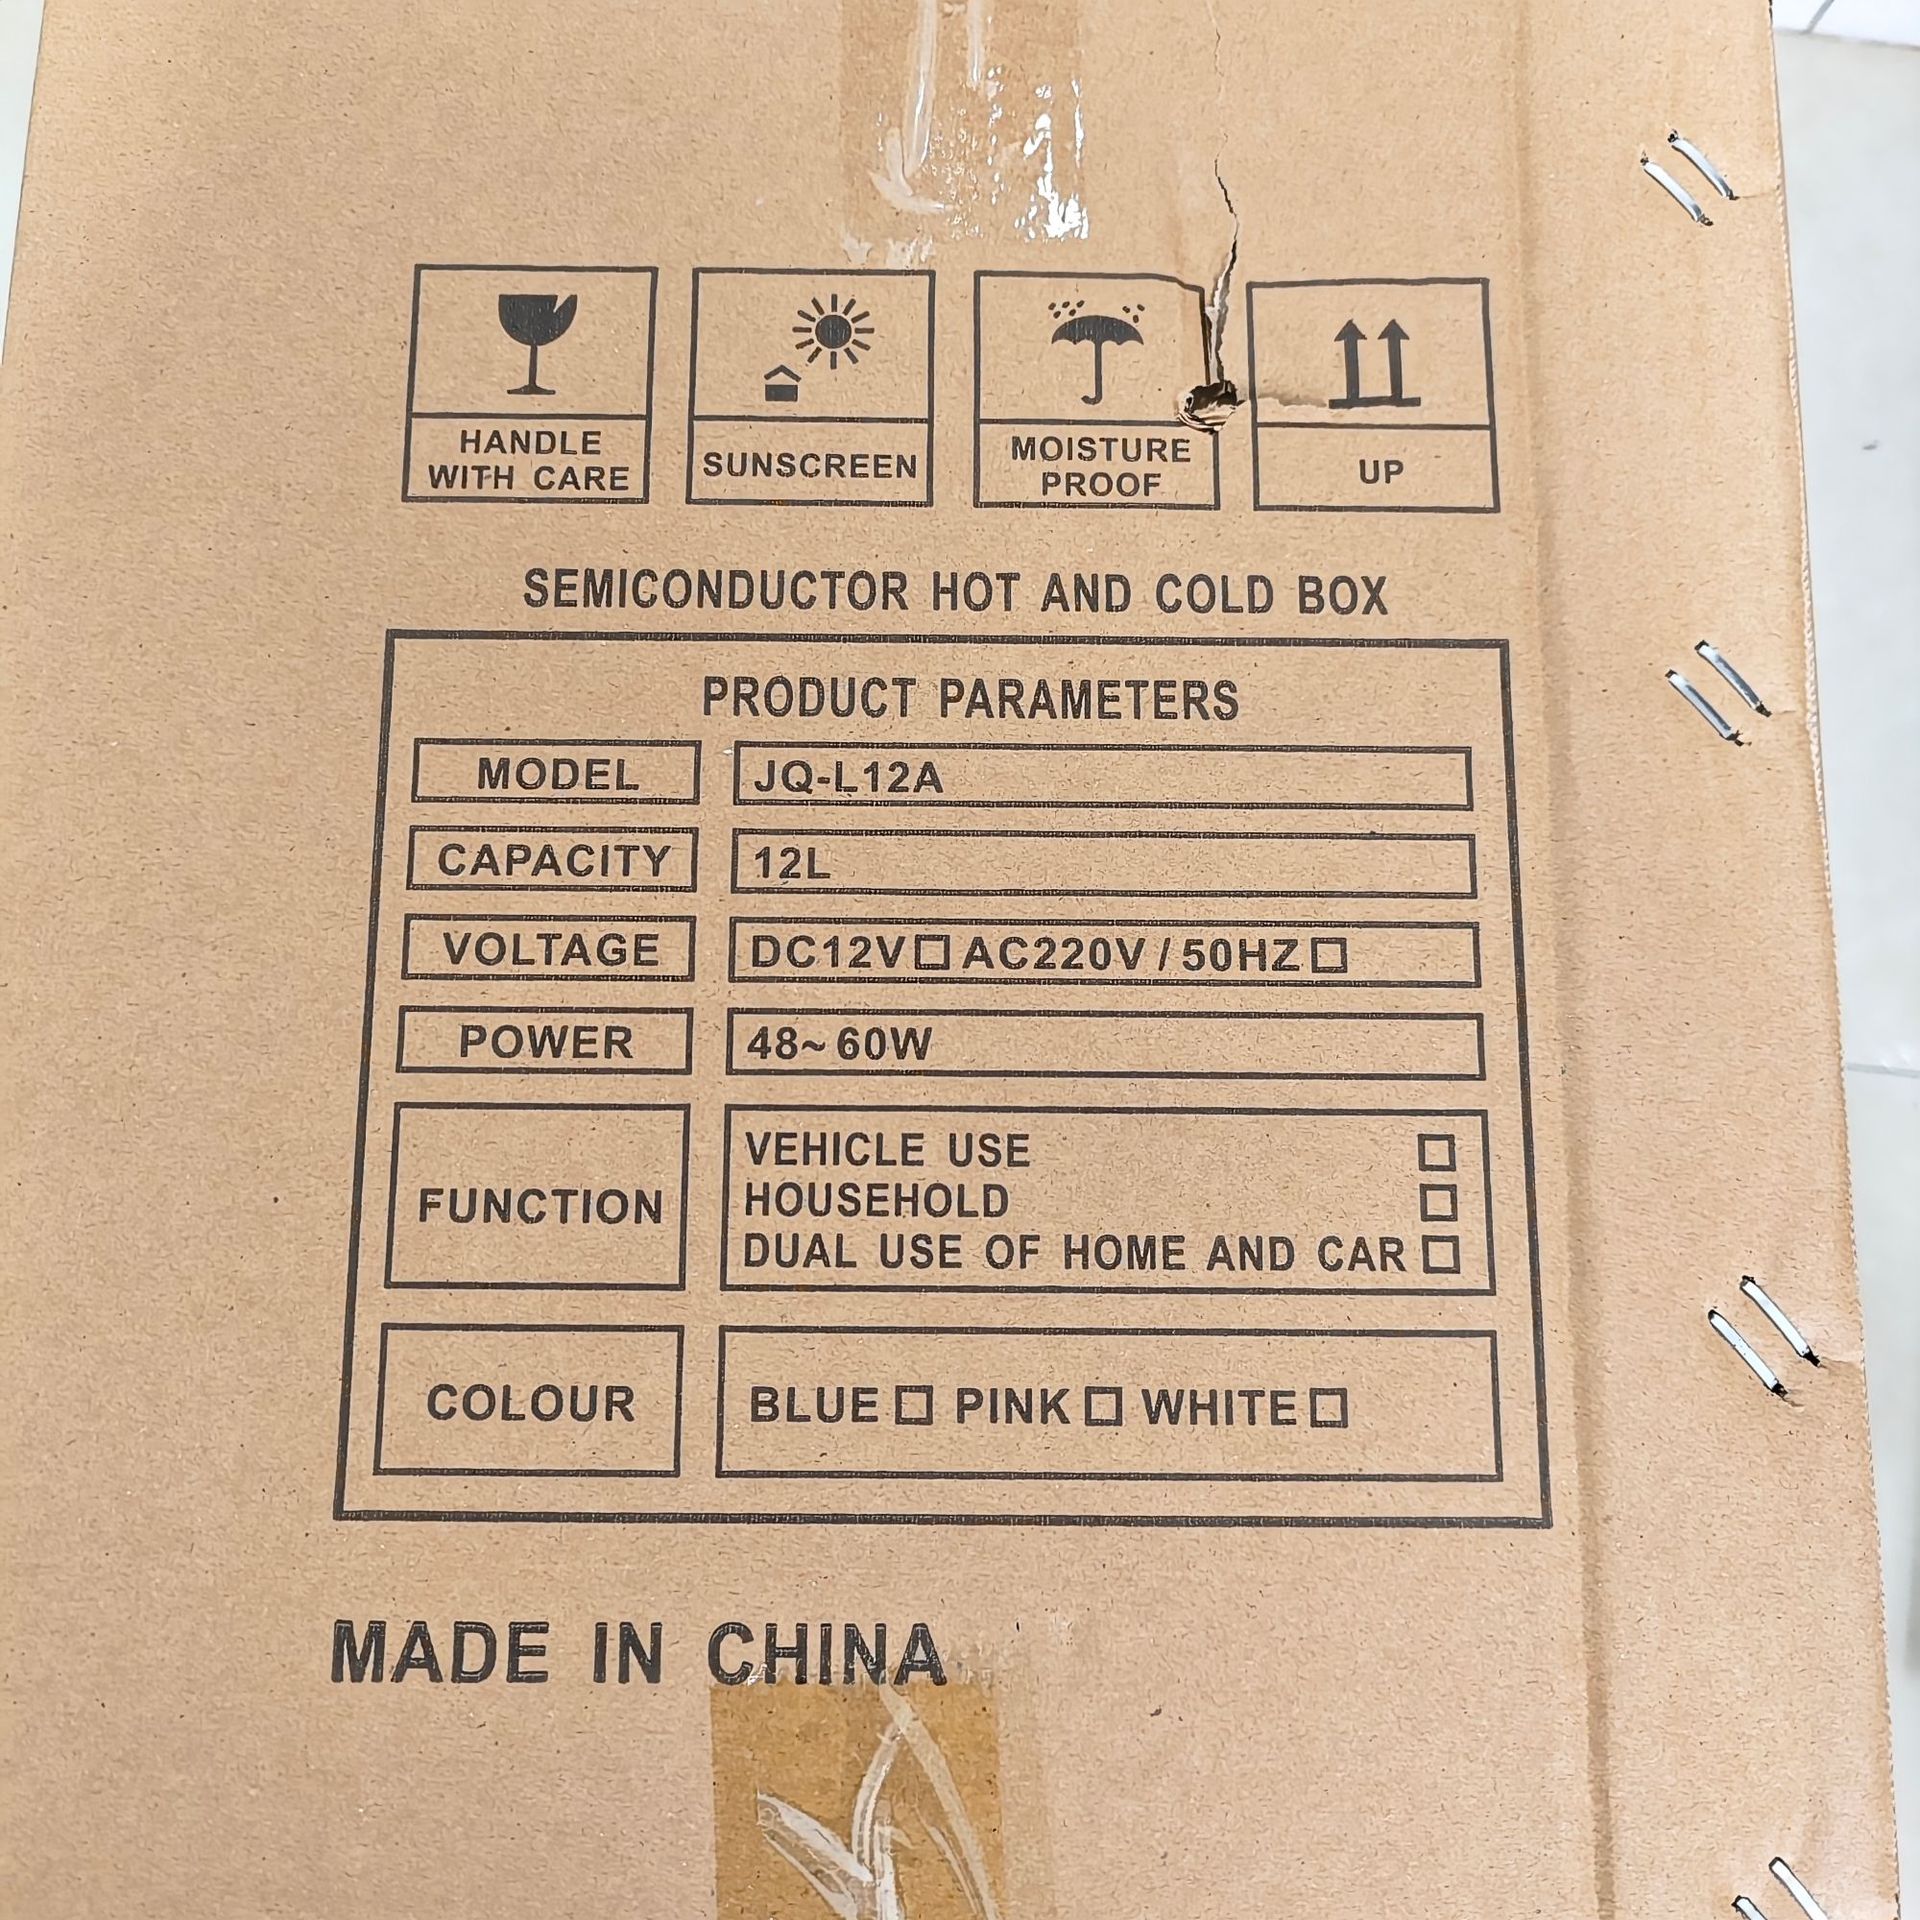 HANDLE
WITH CARE
SUNSCREEN
MOISTURE
PROOF
UP
SEMICONDUCTOR HOT AND COLD BOX
PRODUCT PARAMETERS
MODEL JQ-L12A
CAPACITY 12L
VOLTAGE DC12V□ AC220V / 50HZ□
POWER 48~60W
FUNCTION
VEHICLE USE □
HOUSEHOLD □
DUAL USE OF HOME AND CAR □
COLOUR BLUE□ PINK□ WHITE□
MADE IN CHINA